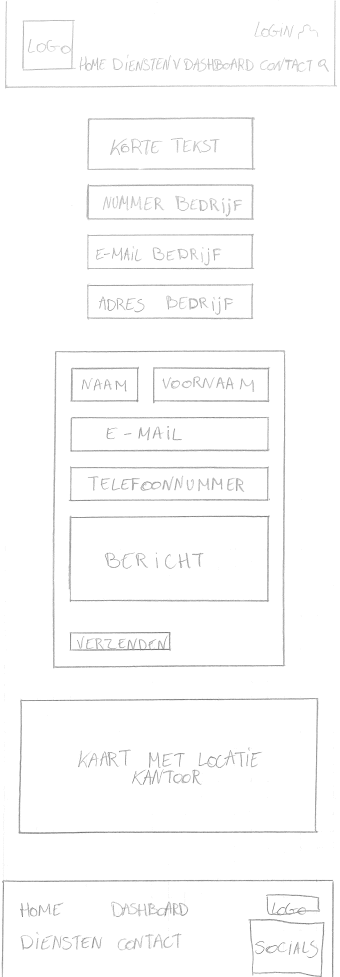 LOGO
LOGIN
HOME DIENSTEN V DASHBOARD CONTACT
KORTE TEKST
NUMMER BEDRIJF
E-MAIL BEDRIJF
ADRES BEDRIJF
NAAM VOORNAAM
E-MAIL
TELEFOONNUMMER
BERICHT
VERZENDEN
KAART MET LOCATIE
KANTOOR
HOME DASHBOARD LOGO
DIENSTEN CONTACT SOCIALS